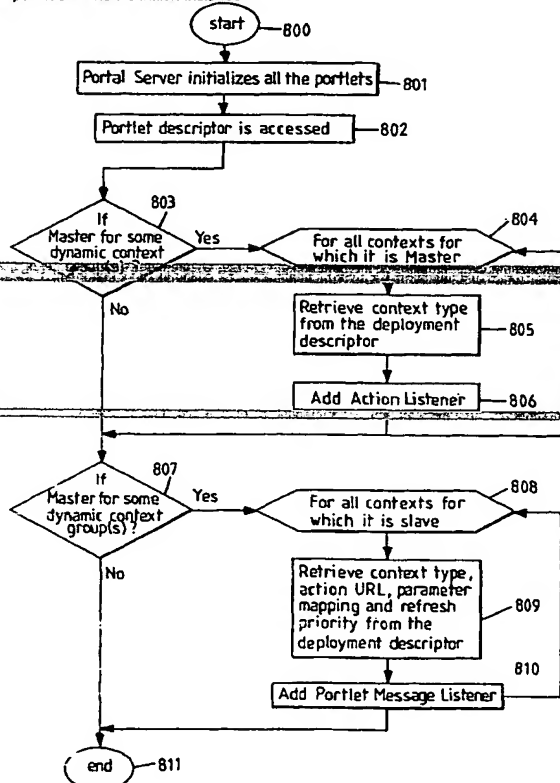 start
800
Portal Server initializes all the portlets
801
Portlet descriptor is accessed
802
If
Master for some
dynamic context
803
Yes
No
For all contexts for
which it is Master
804
Retrieve context type
from the deployment
descriptor
805
Add Action Listener
806
If
Master for some
dynamic context
group(s)?
807
Yes
No
For all contexts for
which it is slave
808
Retrieve context type,
action URL, parameter
mapping and refresh
priority from the
deployment descriptor
809
Add Portlet Message Listener
810
end
811